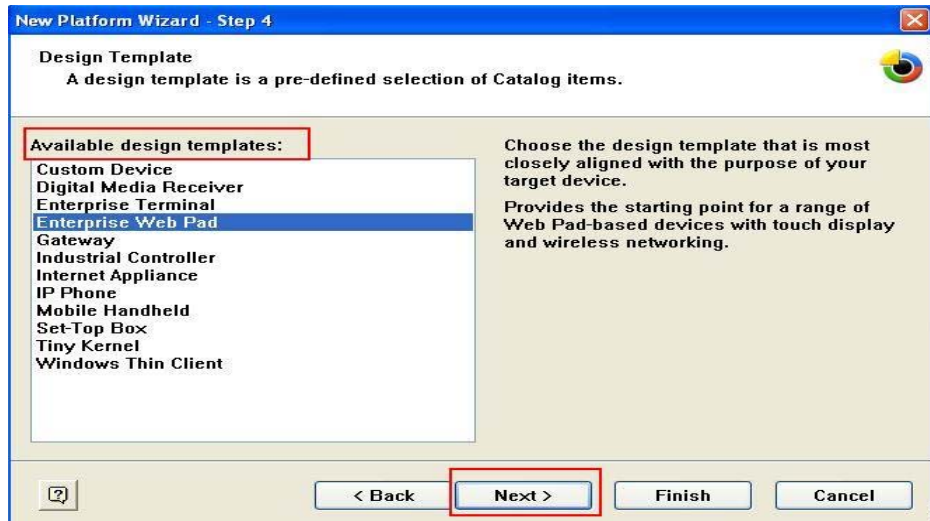 New Platform Wizard - Step 4
Design Template
A design template is a pre-defined selection of Catalog items.
Available design templates:
Custom Device
Digital Media Receiver
Enterprise Terminal
Enterprise Web Pad
Gateway
Industrial Controller
Internet Appliance
IP Phone
Mobile Handheld
Set-Top Box
Tiny Kernel
Windows Thin Client
Choose the design template that is most
closely aligned with the purpose of your
target device.
Provides the starting point for a range of
Web Pad-based devices with touch display
and wireless networking.
?
< Back
Next >
Finish
Cancel